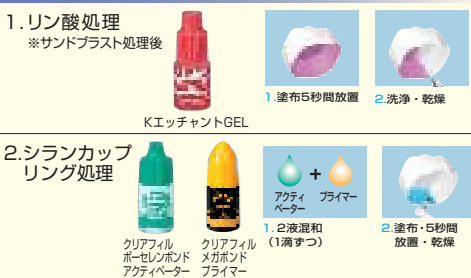 1.リン酸処理
※サンドブラスト処理後
KエッチャントGEL
1.塗布5秒間放置
2.洗浄・乾燥
2.シランカップ
リング処理
クリアフィル
ポーセレンボンド
アクティベーター
クリアフィル
メガボンド
プライマー
アクティ
ベーター
+
プライマー
1.2液混和
(1滴ずつ)
2.塗布・5秒間
放置・乾燥